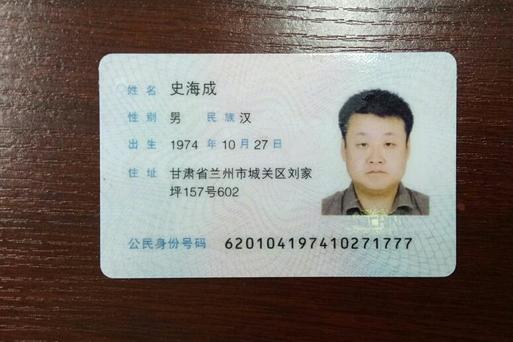 姓名 史海成
性别 男 民族 汉
出生 1974 年 10 月 27 日
住址 甘肃省兰州市城关区刘家
坪157号602
公民身份号码 620104197410271777